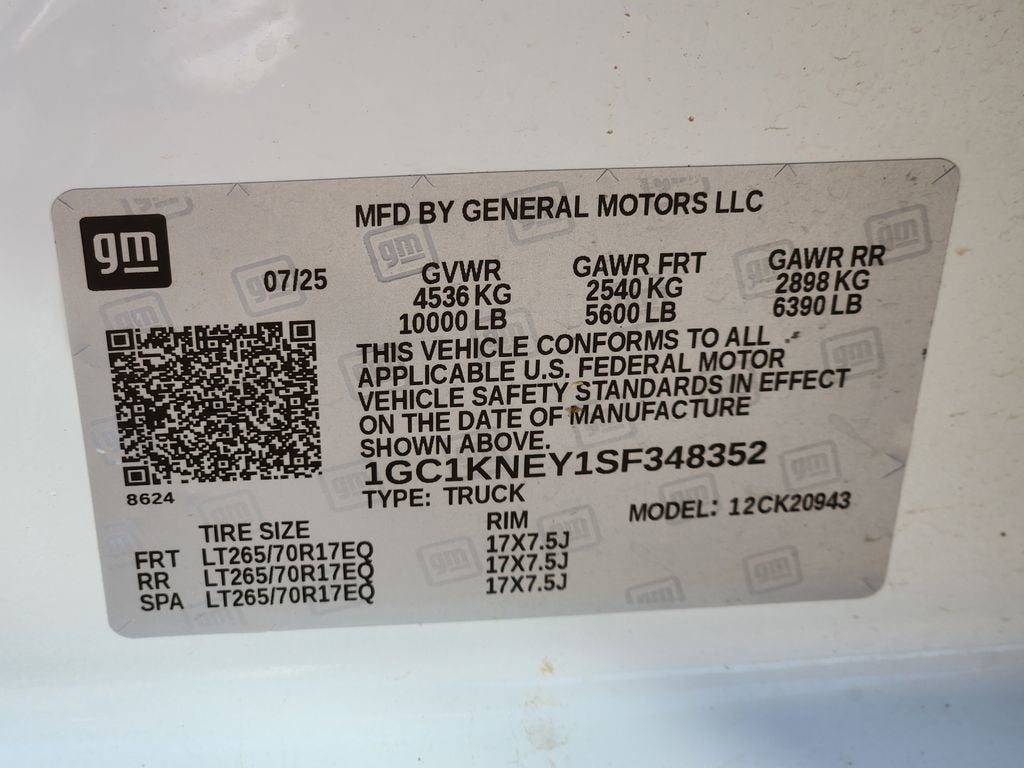 gm
MFD BY GENERAL MOTORS LLC
07/25 GVWR GAWR FRT GAWR RR
4536 KG 2540 KG 2898 KG
10000 LB 5600 LB 6390 LB
THIS VEHICLE CONFORMS TO ALL
APPLICABLE U.S. FEDERAL MOTOR
VEHICLE SAFETY STANDARDS IN EFFECT
ON THE DATE OF MANUFACTURE
SHOWN ABOVE.
1GC1KNEY1SF348352
8624
TYPE: TRUCK MODEL: 12CK20943
TIRE SIZE RIM
FRT LT265/70R17EQ 17X7.5J
RR LT265/70R17EQ 17X7.5J
SPA LT265/70R17EQ 17X7.5J